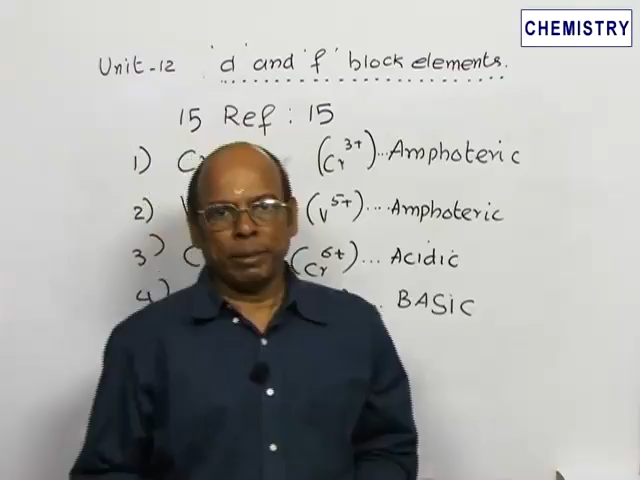 CHEMISTRY
Unit-12 'd' and 'f' block elements.
15 Ref : 15
1) (Cr3+)...Amphoteric
2) (V5+)....Amphoteric
3) (Cr6+)... Acidic
4) BASIC